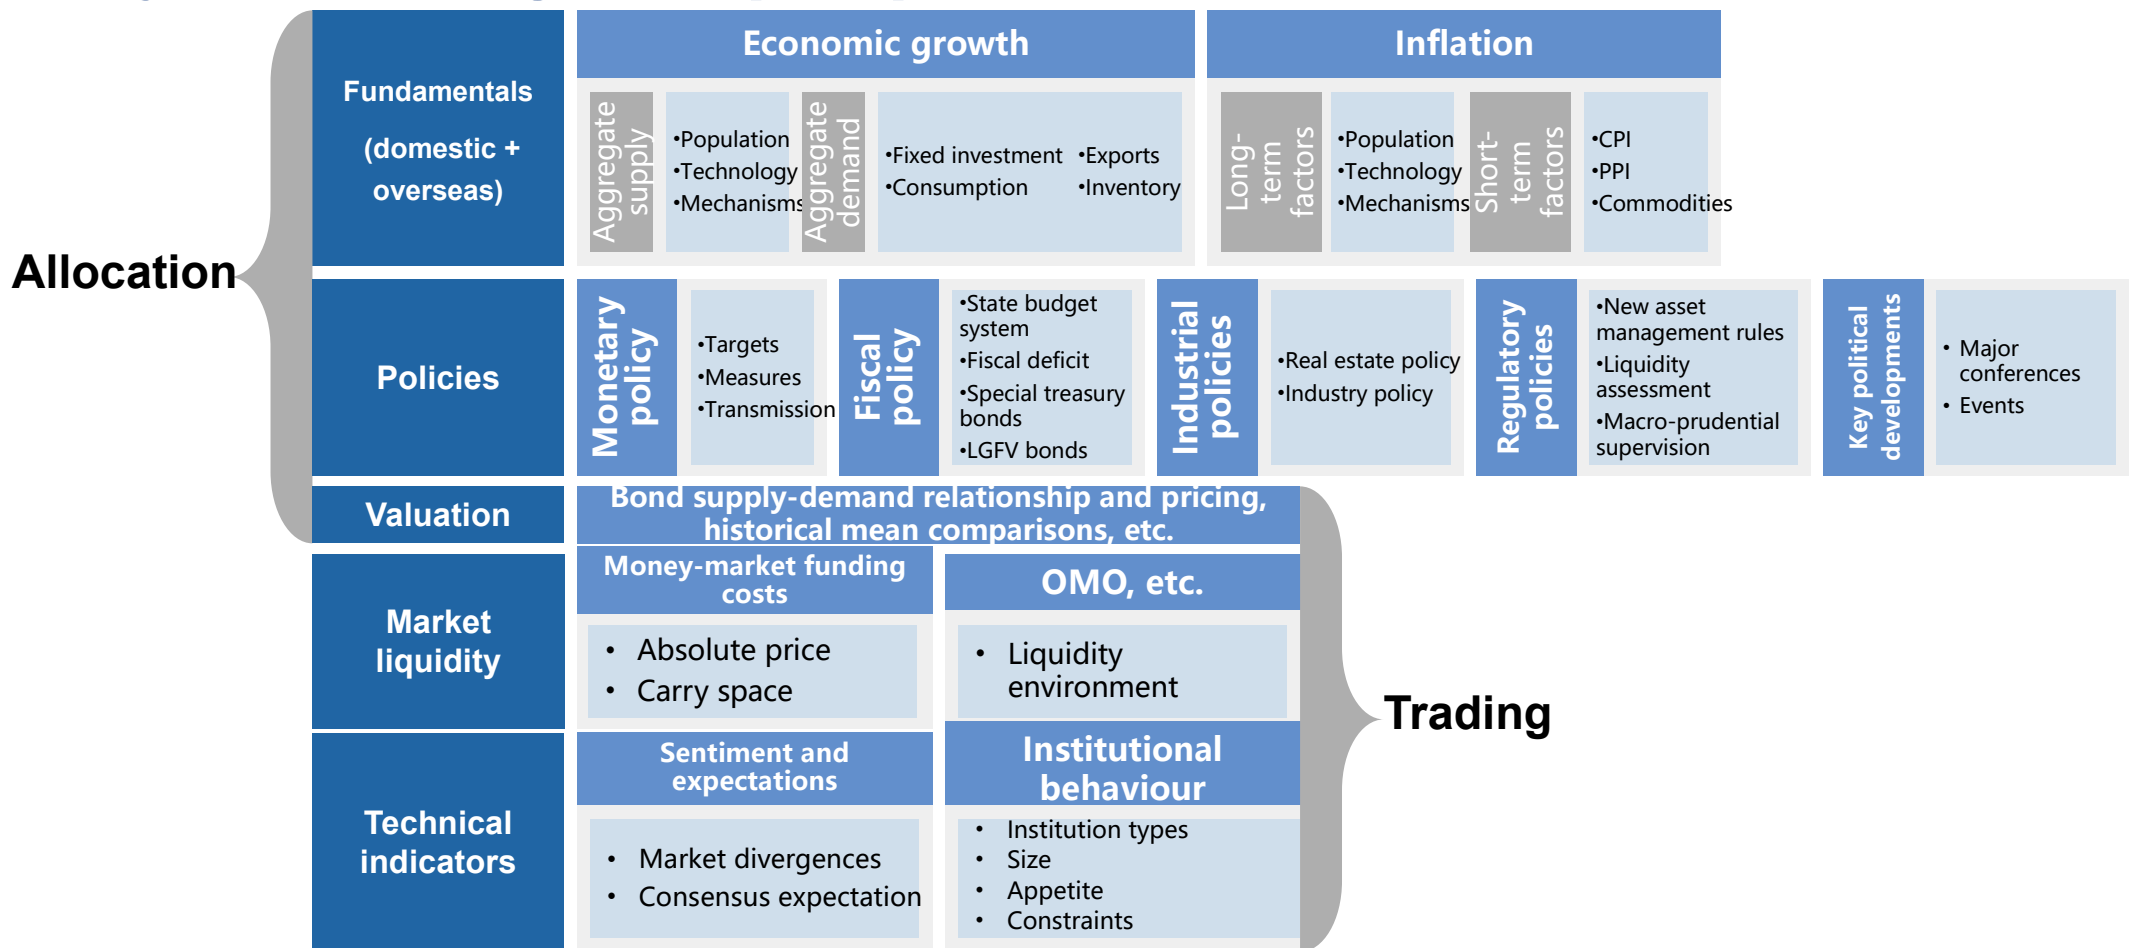 Economic growth
Inflation
Fundamentals
(domestic +
overseas)
Aggregate
supply
•Population
•Technology
•Mechanisms
Aggregate
demand
•Fixed investment
•Consumption
•Exports
•Inventory
Long-
term
factors
•Population
•Technology
•Mechanisms
Short-
term
factors
•CPI
•PPI
•Commodities
Allocation
Policies
Monetary
policy
•Targets
•Measures
•Transmission
Fiscal
policy
•State budget
system
•Fiscal deficit
•Special treasury
bonds
•LGFV bonds
Industrial
policies
•Real estate policy
•Industry policy
Regulatory
policies
•New asset
management rules
•Liquidity
assessment
•Macro-prudential
supervision
Key political
developments
• Major
conferences
• Events
Valuation
Bond supply-demand relationship and pricing,
historical mean comparisons, etc.
Market
liquidity
Money-market funding
costs
• Absolute price
• Carry space
OMO, etc.
• Liquidity
environment
Trading
Technical
indicators
Sentiment and
expectations
• Market divergences
• Consensus expectation
Institutional
behaviour
• Institution types
• Size
• Appetite
• Constraints